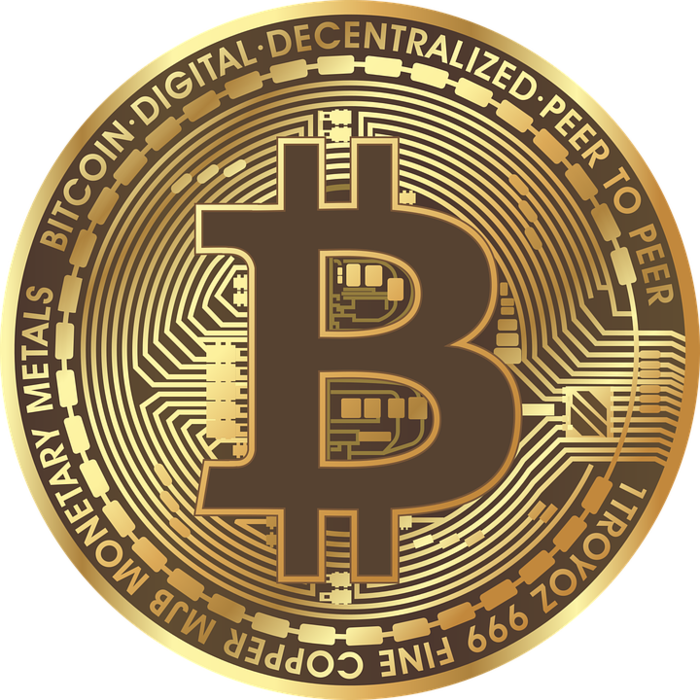 BITCOIN·DIGITAL·DECENTRALIZED·PEER TO PEER
1TROYOZ 999 FINE COPPER MJB MONETARY METALS